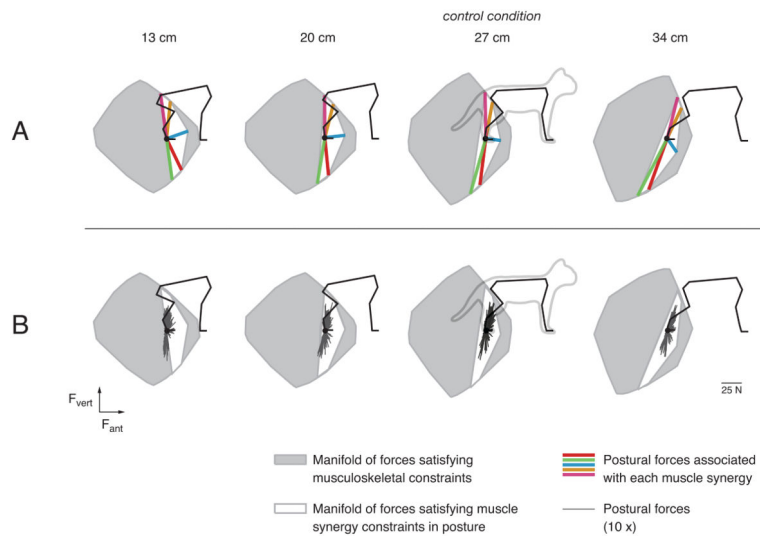 control condition
13 cm 20 cm 27 cm 34 cm
A
B
25 N
Fvert
Fant
Manifold of forces satisfying
musculoskeletal constraints
Postural forces associated
with each muscle synergy
Manifold of forces satisfying muscle
synergy constraints in posture
Postural forces
(10 x)